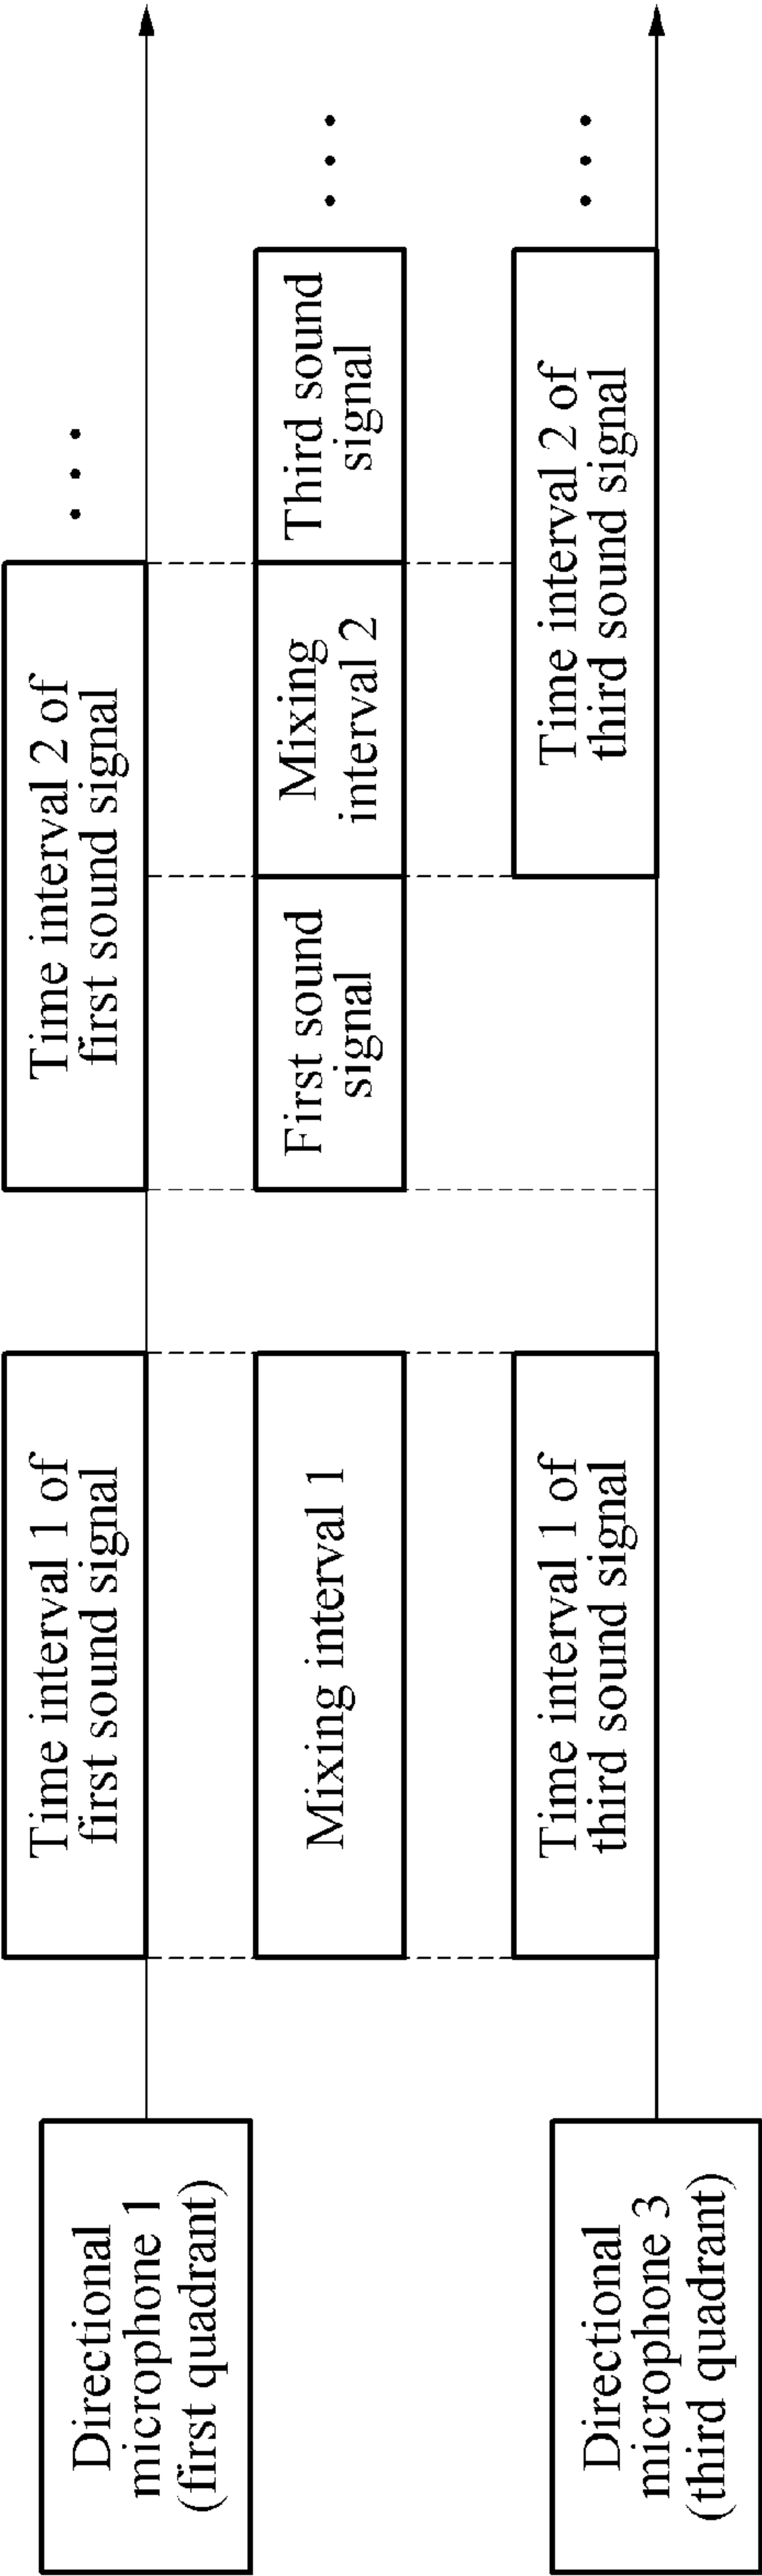 Directional
microphone 1
(first quadrant)
Time interval 1 of
first sound signal
Time interval 2 of
first sound signal
Mixing interval 1
First sound
signal
Mixing
interval 2
Third sound
signal
Directional
microphone 3
(third quadrant)
Time interval 1 of
third sound signal
Time interval 2 of
third sound signal